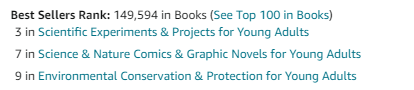 Best Sellers Rank: 149,594 in Books (See Top 100 in Books)
3 in Scientific Experiments & Projects for Young Adults
7 in Science & Nature Comics & Graphic Novels for Young Adults
9 in Environmental Conservation & Protection for Young Adults